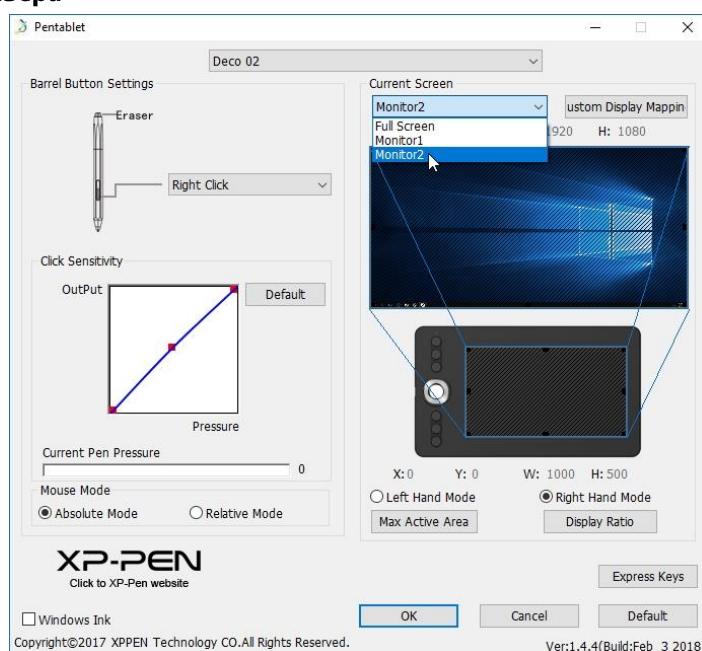 Pentablet
Deco 02
Barrel Button Settings
Eraser
Right Click
Click Sensitivity
OutPut
Default
Pressure
Current Pen Pressure
0
Mouse Mode
Absolute Mode
Relative Mode
XP-PEN
Click to XP-Pen website
Windows Ink
Copyright©2017 XPPEN Technology CO.All Rights Reserved.
Current Screen
Monitor2
ustom Display Mappin
Full Screen
Monitor1
Monitor2
1920 H: 1080
X: 0 Y: 0 W: 1000 H: 500
Left Hand Mode
Right Hand Mode
Max Active Area
Display Ratio
Express Keys
OK
Cancel
Default
Ver:1.4.4(Build:Feb 3 2018